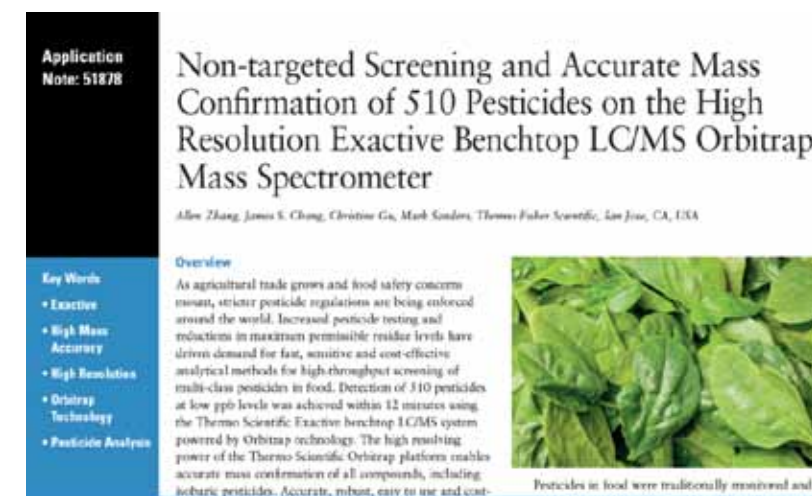 Application
Note: 51878
Non-targeted Screening and Accurate Mass
Confirmation of 510 Pesticides on the High
Resolution Exactive Benchtop LC/MS Orbitrap
Mass Spectrometer
Allen Zhang, James S. Chang, Christine Gu, Mark Sanders, Thermo Fisher Scientific, San Jose, CA, USA
Key Words
• Exactive
• High Mass
Accuracy
• High Resolution
• Orbitrap
Technology
• Pesticide Analysis
Overview
As agricultural trade grows and food safety concerns
mount, stricter pesticide regulations are being enforced
around the world. Increased pesticide testing and
reductions in maximum permissible residue levels have
driven demand for fast, sensitive and cost-effective
analytical methods for high-throughput screening of
multi-class pesticides in food. Detection of 510 pesticides
at low ppb levels was achieved within 12 minutes using
the Thermo Scientific Exactive benchtop LC/MS system
powered by Orbitrap technology. The high resolving
power of the Thermo Scientific Orbitrap platform enables
accurate mass confirmation of all compounds, including
isobaric pesticides. Accurate, robust, easy to use and cost-
Pesticides in food were traditionally monitored and